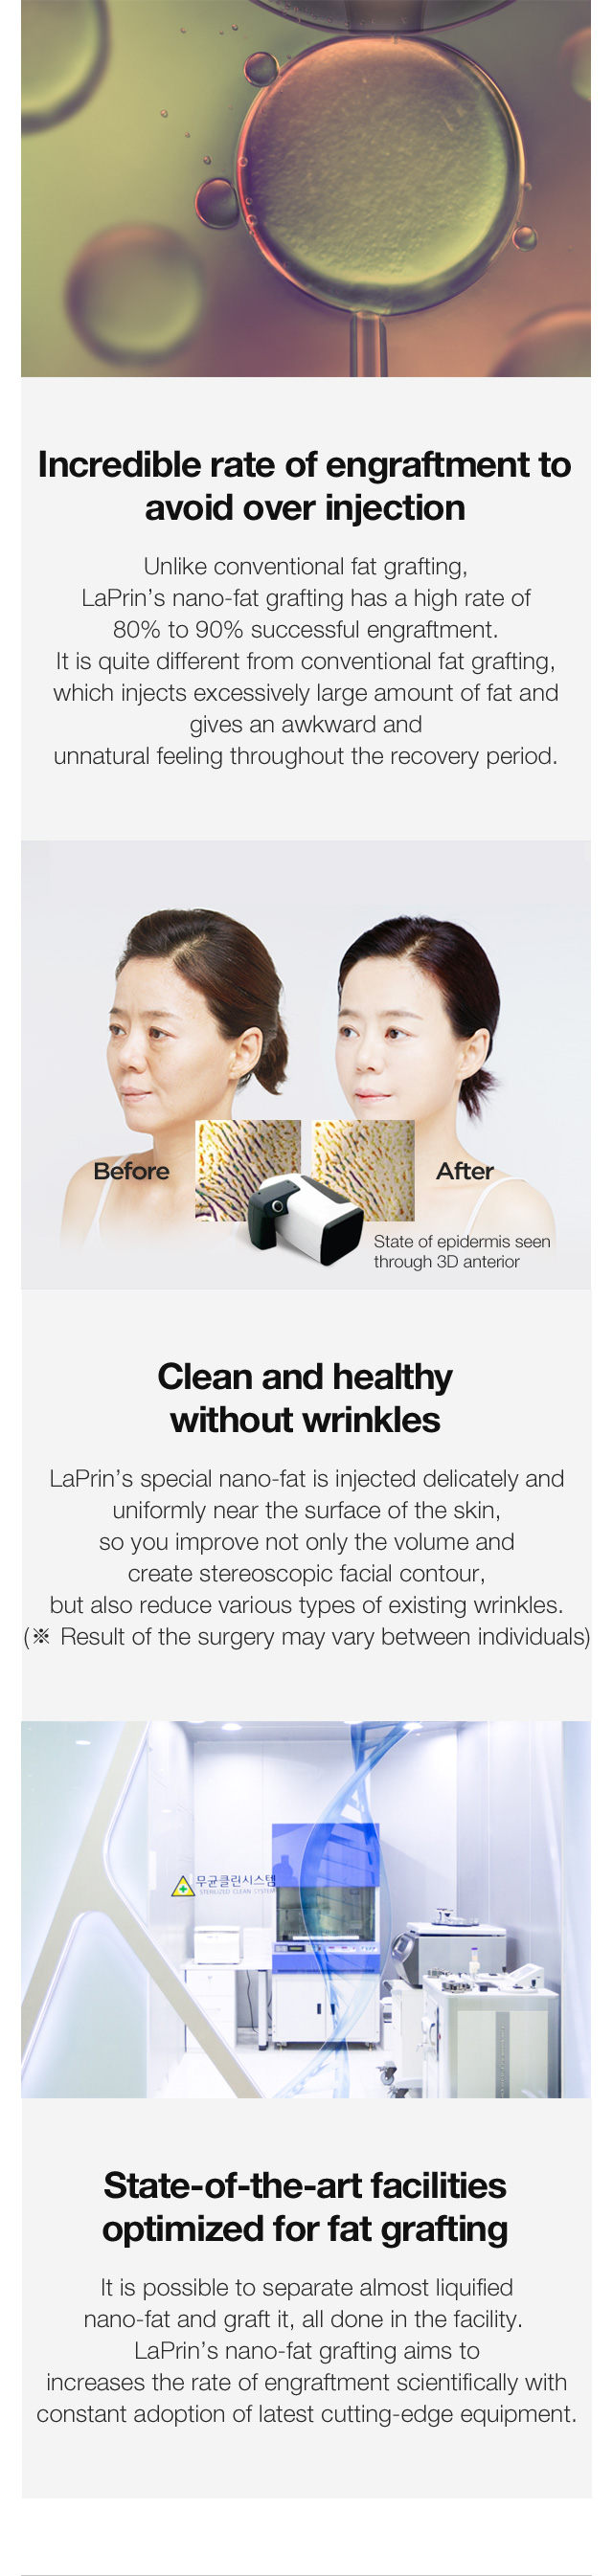 Incredible rate of engraftment to
avoid over injection
Unlike conventional fat grafting,
LaPrin’s nano-fat grafting has a high rate of
80% to 90% successful engraftment.
It is quite different from conventional fat grafting,
which injects excessively large amount of fat and
gives an awkward and
unnatural feeling throughout the recovery period.
Before
After
State of epidermis seen
through 3D anterior
Clean and healthy
without wrinkles
LaPrin’s special nano-fat is injected delicately and
uniformly near the surface of the skin,
so you improve not only the volume and
create stereoscopic facial contour,
but also reduce various types of existing wrinkles.
(※ Result of the surgery may vary between individuals)
무균클린시스템
STERILIZED CLEAN SYSTEM
State-of-the-art facilities
optimized for fat grafting
It is possible to separate almost liquified
nano-fat and graft it, all done in the facility.
LaPrin’s nano-fat grafting aims to
increases the rate of engraftment scientifically with
constant adoption of latest cutting-edge equipment.